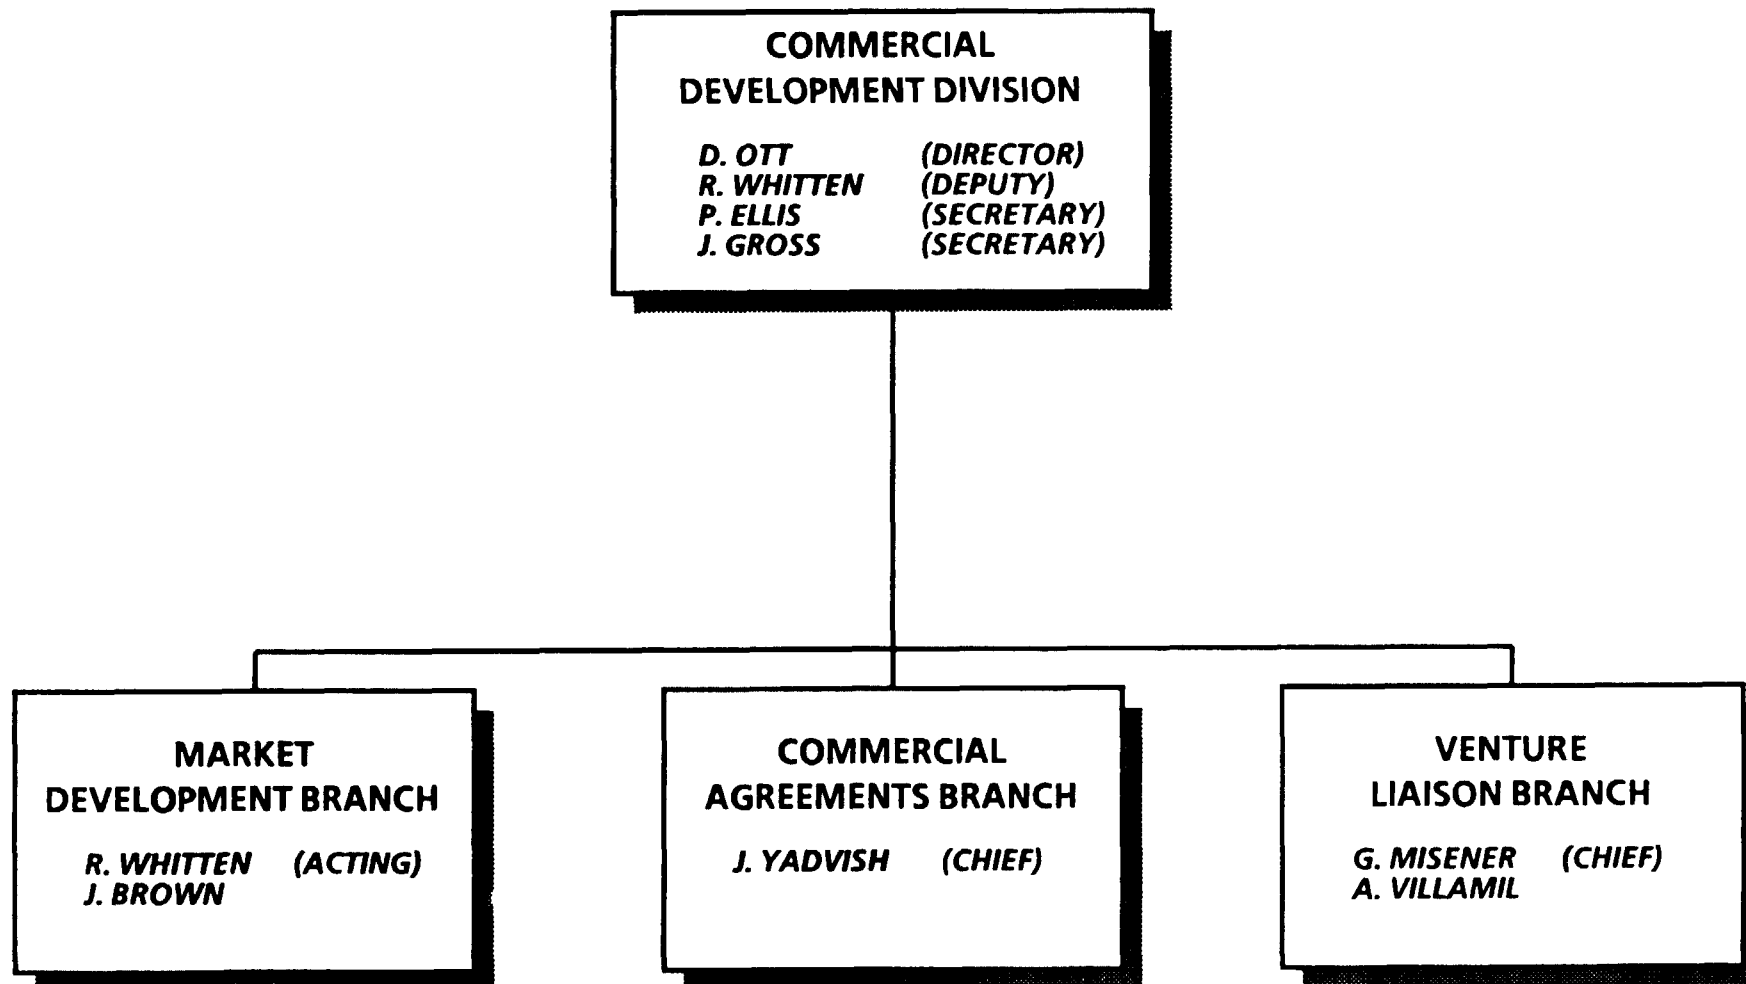 COMMERCIAL
DEVELOPMENT DIVISION
D. OTT (DIRECTOR)
R. WHITTEN (DEPUTY)
P. ELLIS (SECRETARY)
J. GROSS (SECRETARY)
MARKET
DEVELOPMENT BRANCH
R. WHITTEN (ACTING)
J. BROWN
COMMERCIAL
AGREEMENTS BRANCH
J. YADVISH (CHIEF)
VENTURE
LIAISON BRANCH
G. MISENER (CHIEF)
A. VILLAMIL